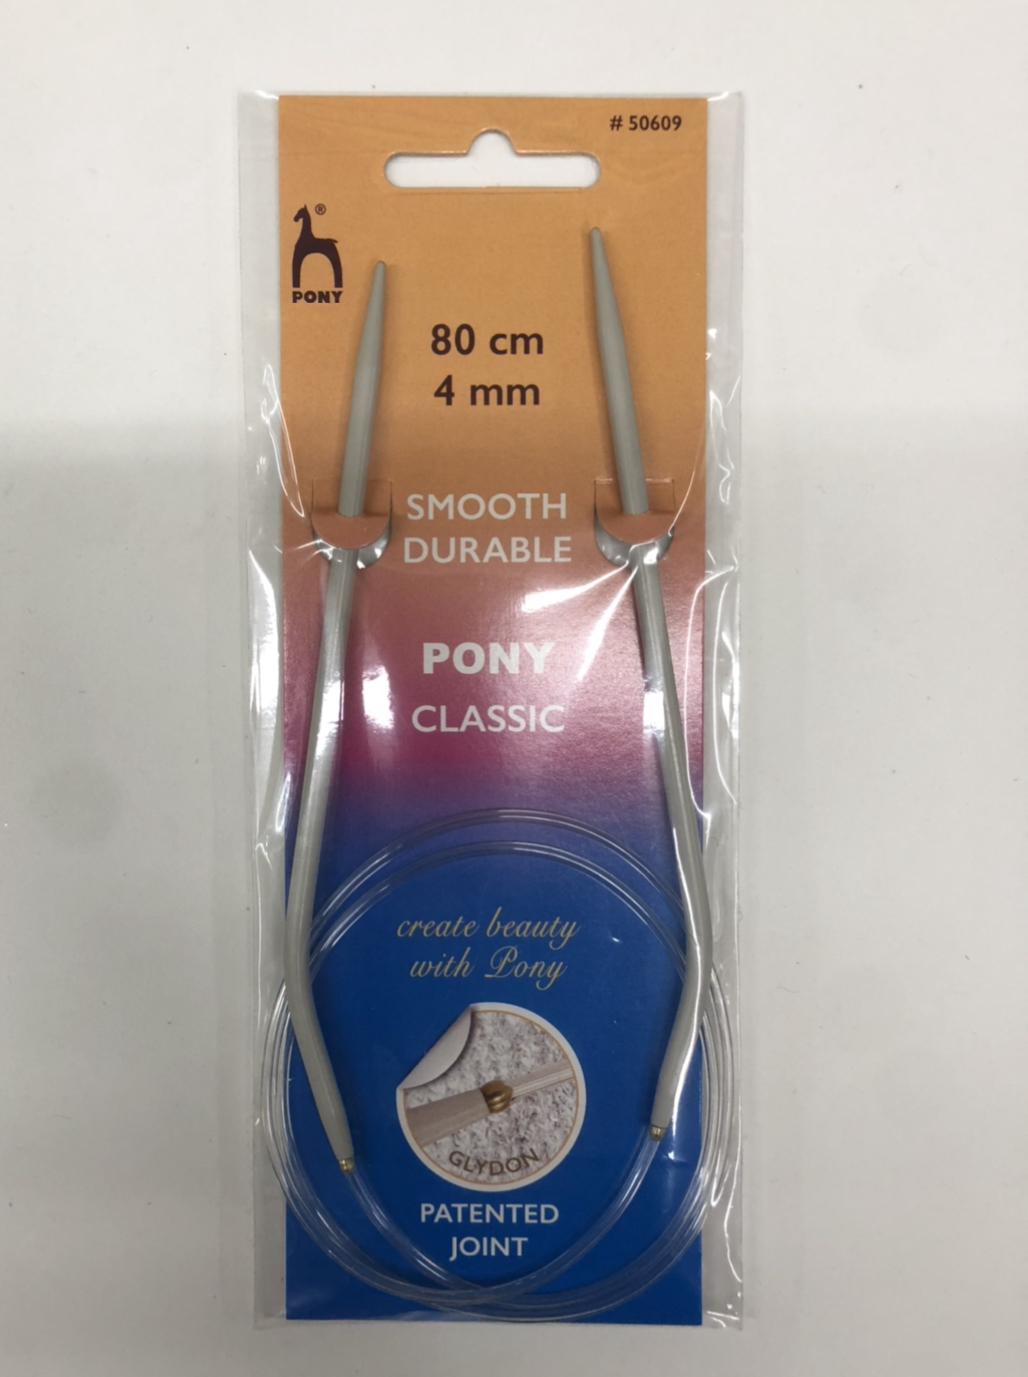 # 50609
®
PONY
80 cm
4 mm
SMOOTH
DURABLE
PONY
CLASSIC
create beauty
with Pony
GLYDON
PATENTED
JOINT